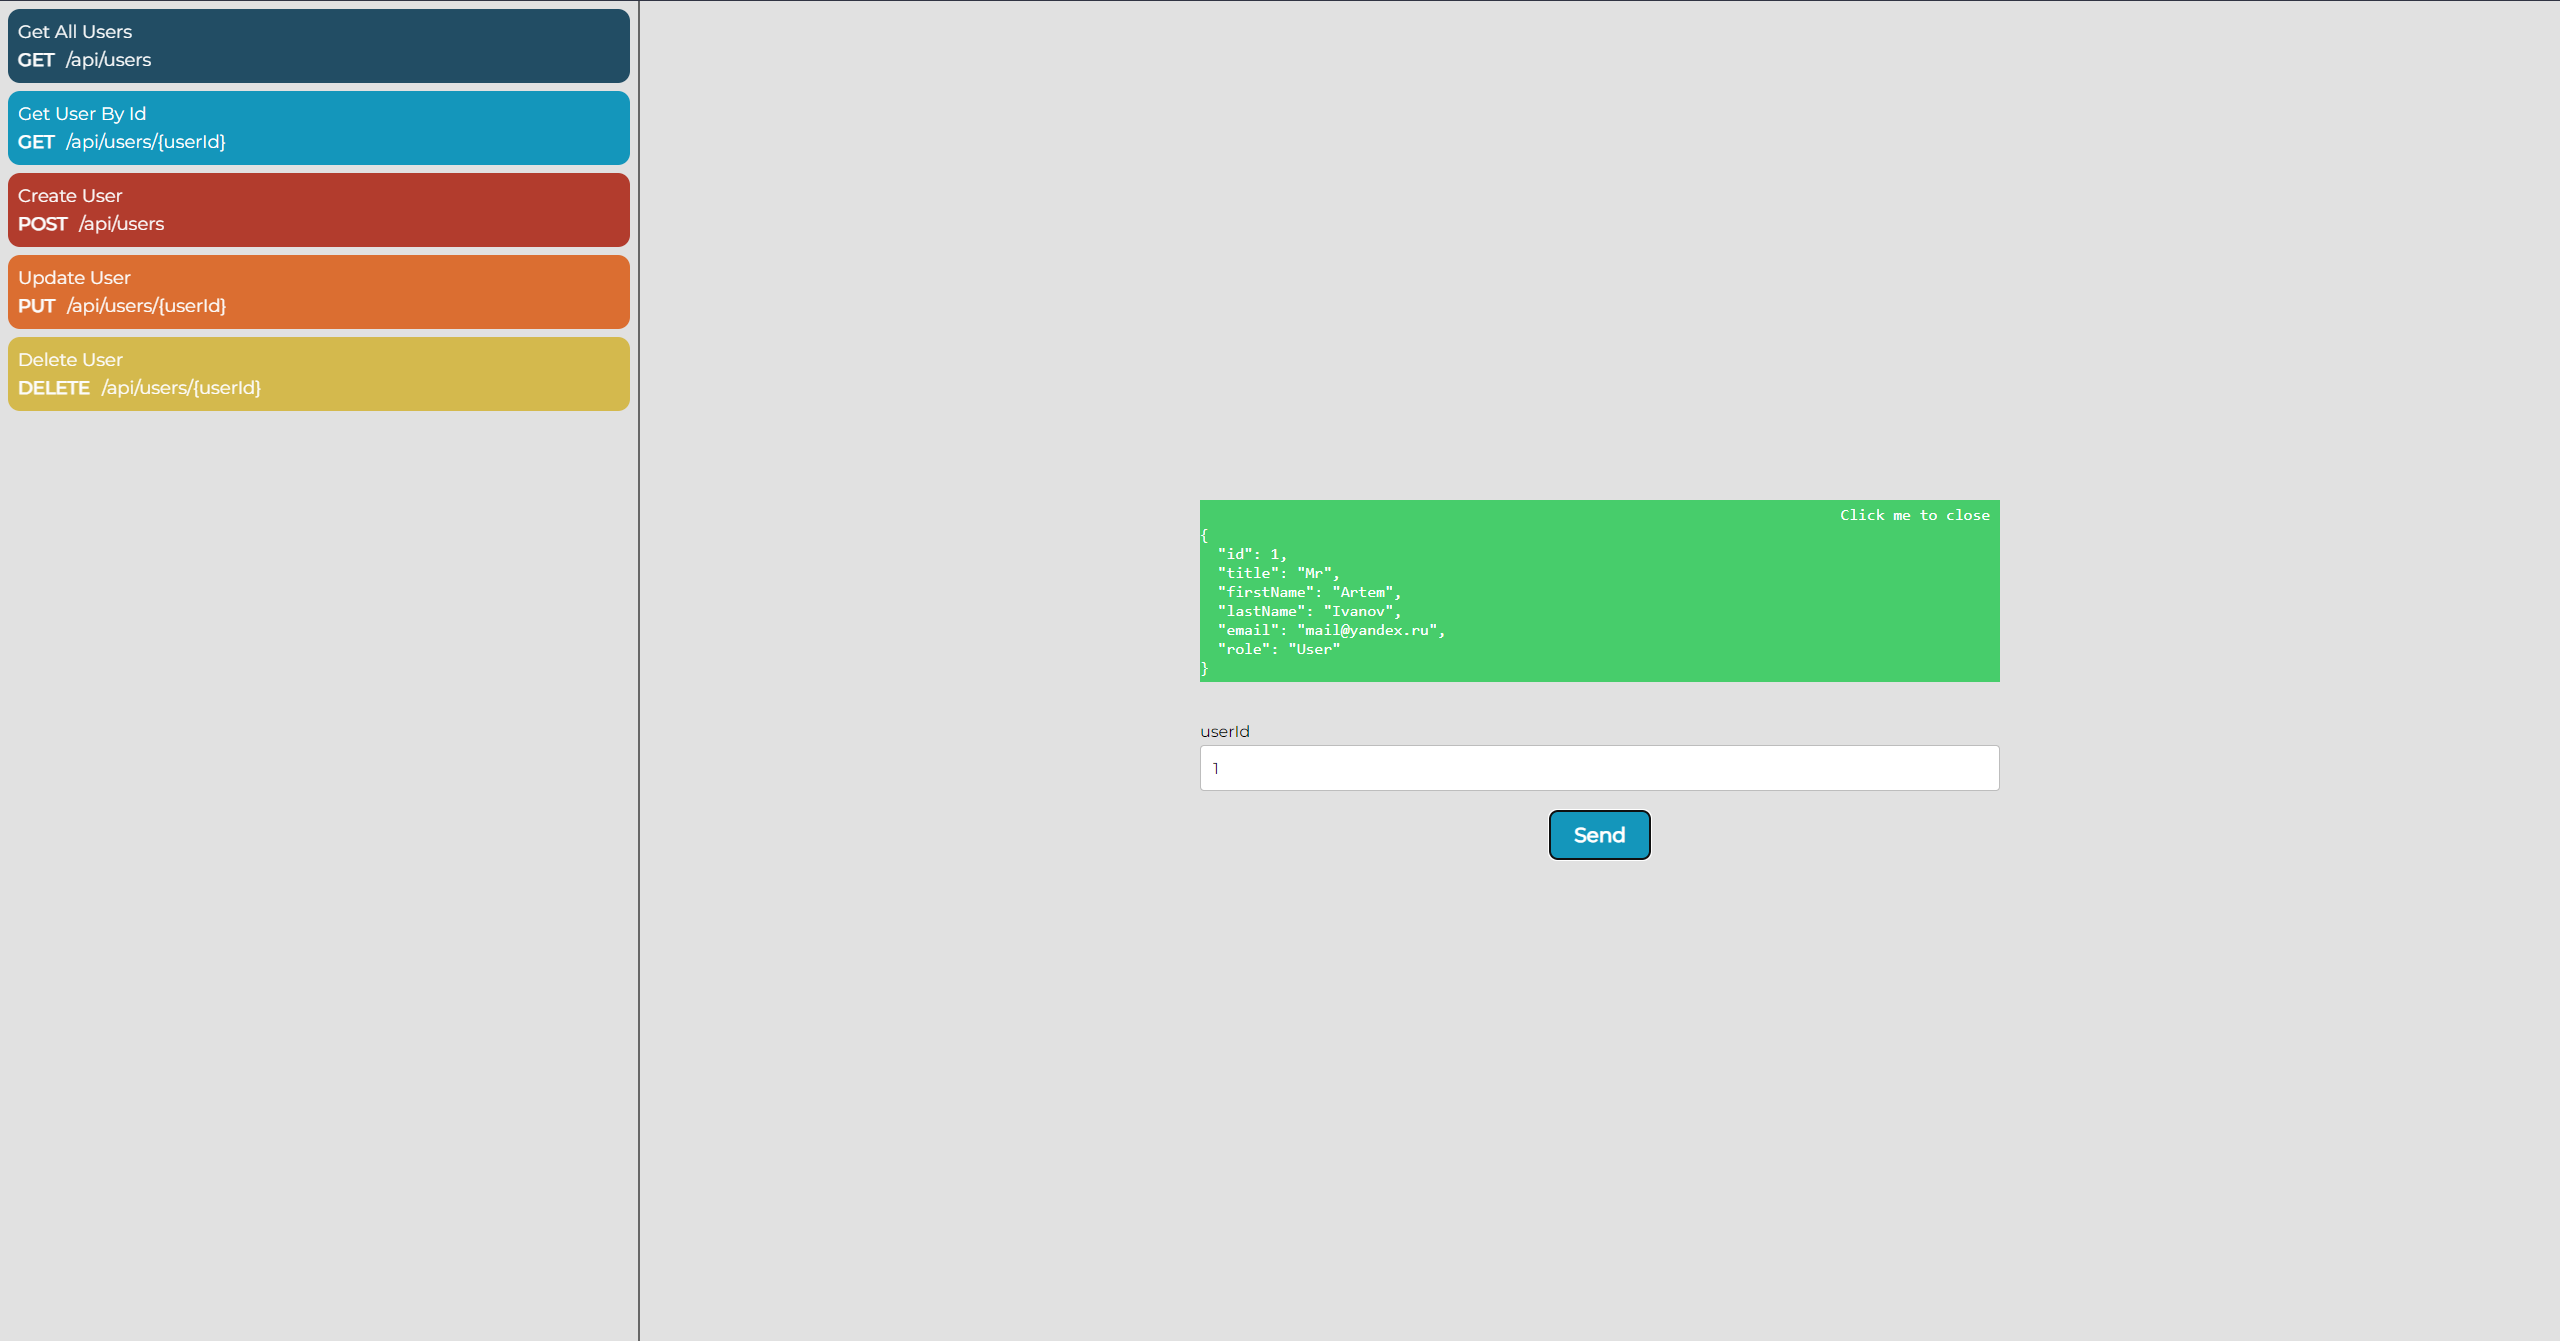 Get All Users
GET /api/users
Get User By Id
GET /api/users/{userId}
Create User
POST /api/users
Update User
PUT /api/users/{userId}
Delete User
DELETE /api/users/{userId}
Click me to close
{
"id": 1,
"title": "Mr",
"firstName": "Artem",
"lastName": "Ivanov",
"email": "mail@yandex.ru",
"role": "User"
}
userId
1
Send